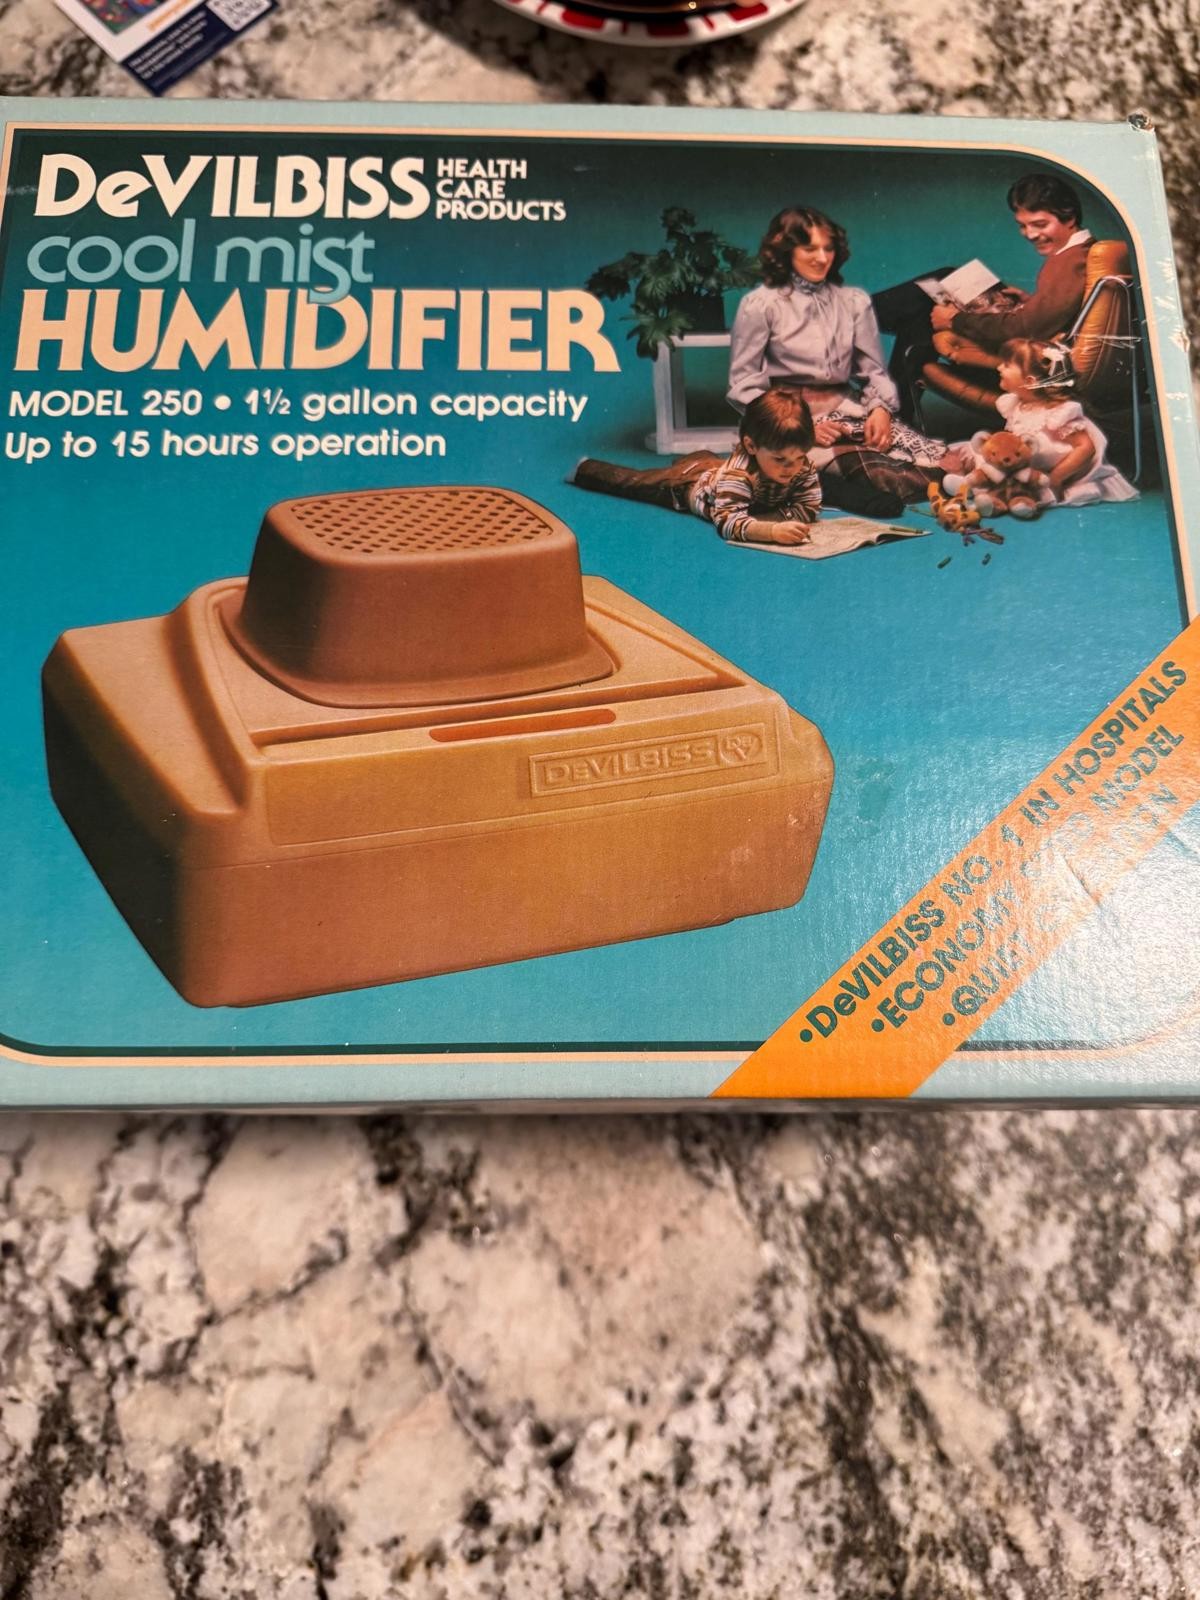 DeVILBISS HEALTH
CARE
PRODUCTS
cool mist
HUMIDIFIER
MODEL 250 • 1½ gallon capacity
Up to 15 hours operation
DEVILBISS
•DeVILBISS NO. 1 IN HOSPITALS
•ECONOMY MODEL
•QUIET